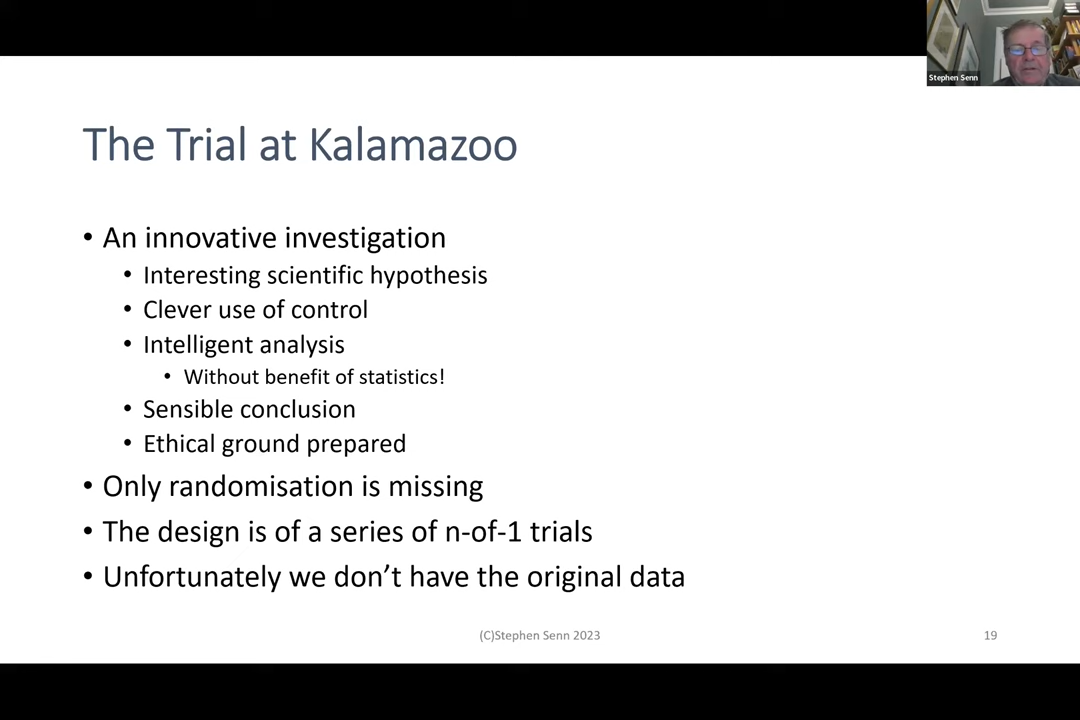 Stephen Senn
The Trial at Kalamazoo
• An innovative investigation
• Interesting scientific hypothesis
• Clever use of control
• Intelligent analysis
• Without benefit of statistics!
• Sensible conclusion
• Ethical ground prepared
• Only randomisation is missing
• The design is of a series of n-of-1 trials
• Unfortunately we don’t have the original data
(C)Stephen Senn 2023
19